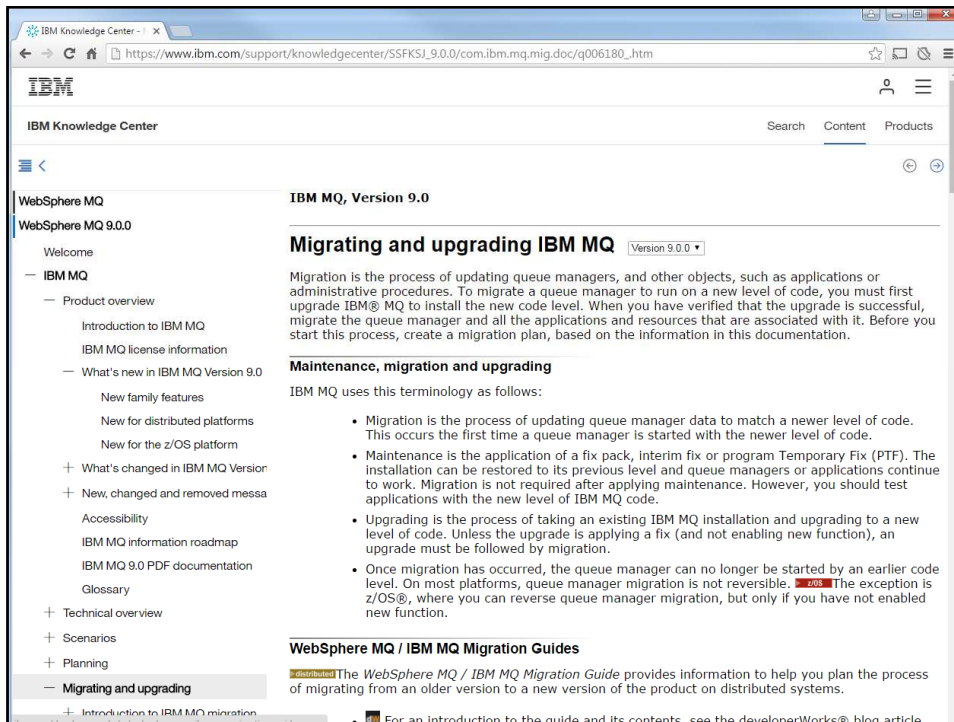 IBM Knowledge Center -
https://www.ibm.com/support/knowledgecenter/SSFKSJ_9.0.0/com.ibm.mq.mig.doc/q006180_.htm
IBM
IBM Knowledge Center
Search Content Products
WebSphere MQ
WebSphere MQ 9.0.0
Welcome
IBM MQ
Product overview
Introduction to IBM MQ
IBM MQ license information
What's new in IBM MQ Version 9.0
New family features
New for distributed platforms
New for the z/OS platform
What's changed in IBM MQ Version
New, changed and removed messa
Accessibility
IBM MQ information roadmap
IBM MQ 9.0 PDF documentation
Glossary
Technical overview
Scenarios
Planning
Migrating and upgrading
Introduction to IBM MQ migration
IBM MQ, Version 9.0
Migrating and upgrading IBM MQ Version 9.0.0
Migration is the process of updating queue managers, and other objects, such as applications or
administrative procedures. To migrate a queue manager to run on a new level of code, you must first
upgrade IBM® MQ to install the new code level. When you have verified that the upgrade is successful,
migrate the queue manager and all the applications and resources that are associated with it. Before you
start this process, create a migration plan, based on the information in this documentation.
Maintenance, migration and upgrading
IBM MQ uses this terminology as follows:
• Migration is the process of updating queue manager data to match a newer level of code.
This occurs the first time a queue manager is started with the newer level of code.
• Maintenance is the application of a fix pack, interim fix or program Temporary Fix (PTF). The
installation can be restored to its previous level and queue managers or applications continue
to work. Migration is not required after applying maintenance. However, you should test
applications with the new level of IBM MQ code.
• Upgrading is the process of taking an existing IBM MQ installation and upgrading to a new
level of code. Unless the upgrade is applying a fix (and not enabling new function), an
upgrade must be followed by migration.
• Once migration has occurred, the queue manager can no longer be started by an earlier code
level. On most platforms, queue manager migration is not reversible. z/OS The exception is
z/OS®, where you can reverse queue manager migration, but only if you have not enabled
new function.
WebSphere MQ / IBM MQ Migration Guides
distributed The WebSphere MQ / IBM MQ Migration Guide provides information to help you plan the process
of migrating from an older version to a new version of the product on distributed systems.
• For an introduction to the guide and its contents, see the developerWorks® blog article